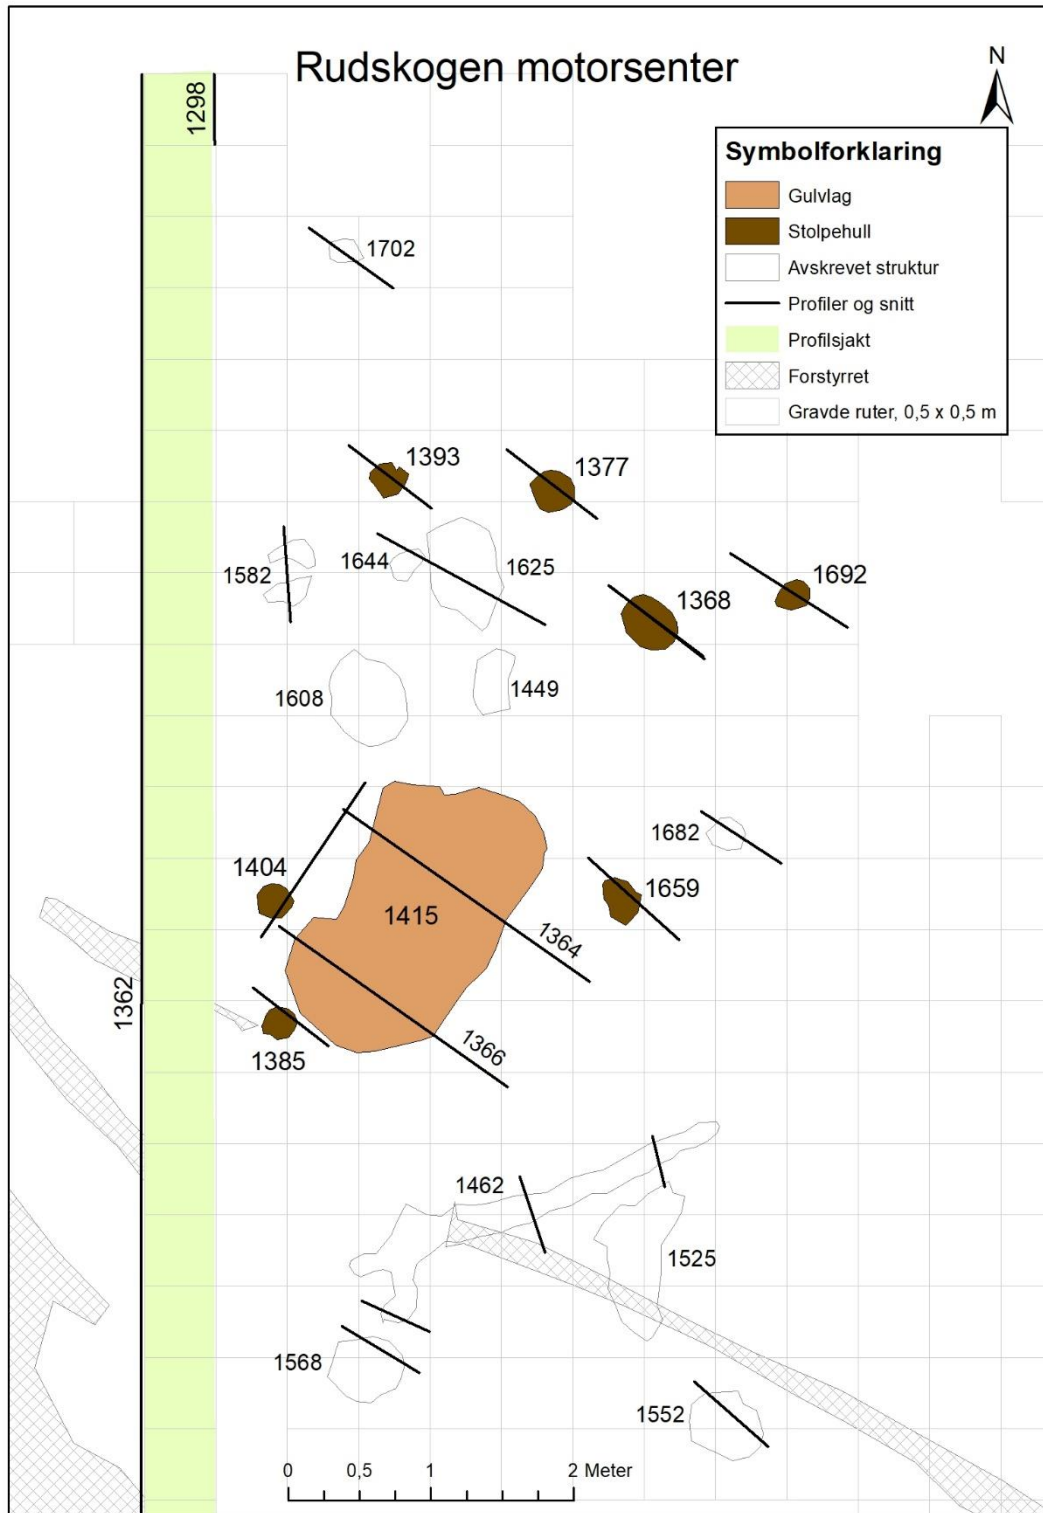 Rudskogen motorsenter
N
1298
Symbolforklaring
Gulvlag
Stolpehull
Avskrevet struktur
Profiler og snitt
Profilsjakt
Forstyrret
Gravde ruter, 0,5 x 0,5 m
1702
1393
1377
1644
1625
1582
1692
1368
1608
1449
1682
1404
1659
1415
1364
1362
1366
1385
1462
1525
1568
1552
0 0,5 1 2 Meter